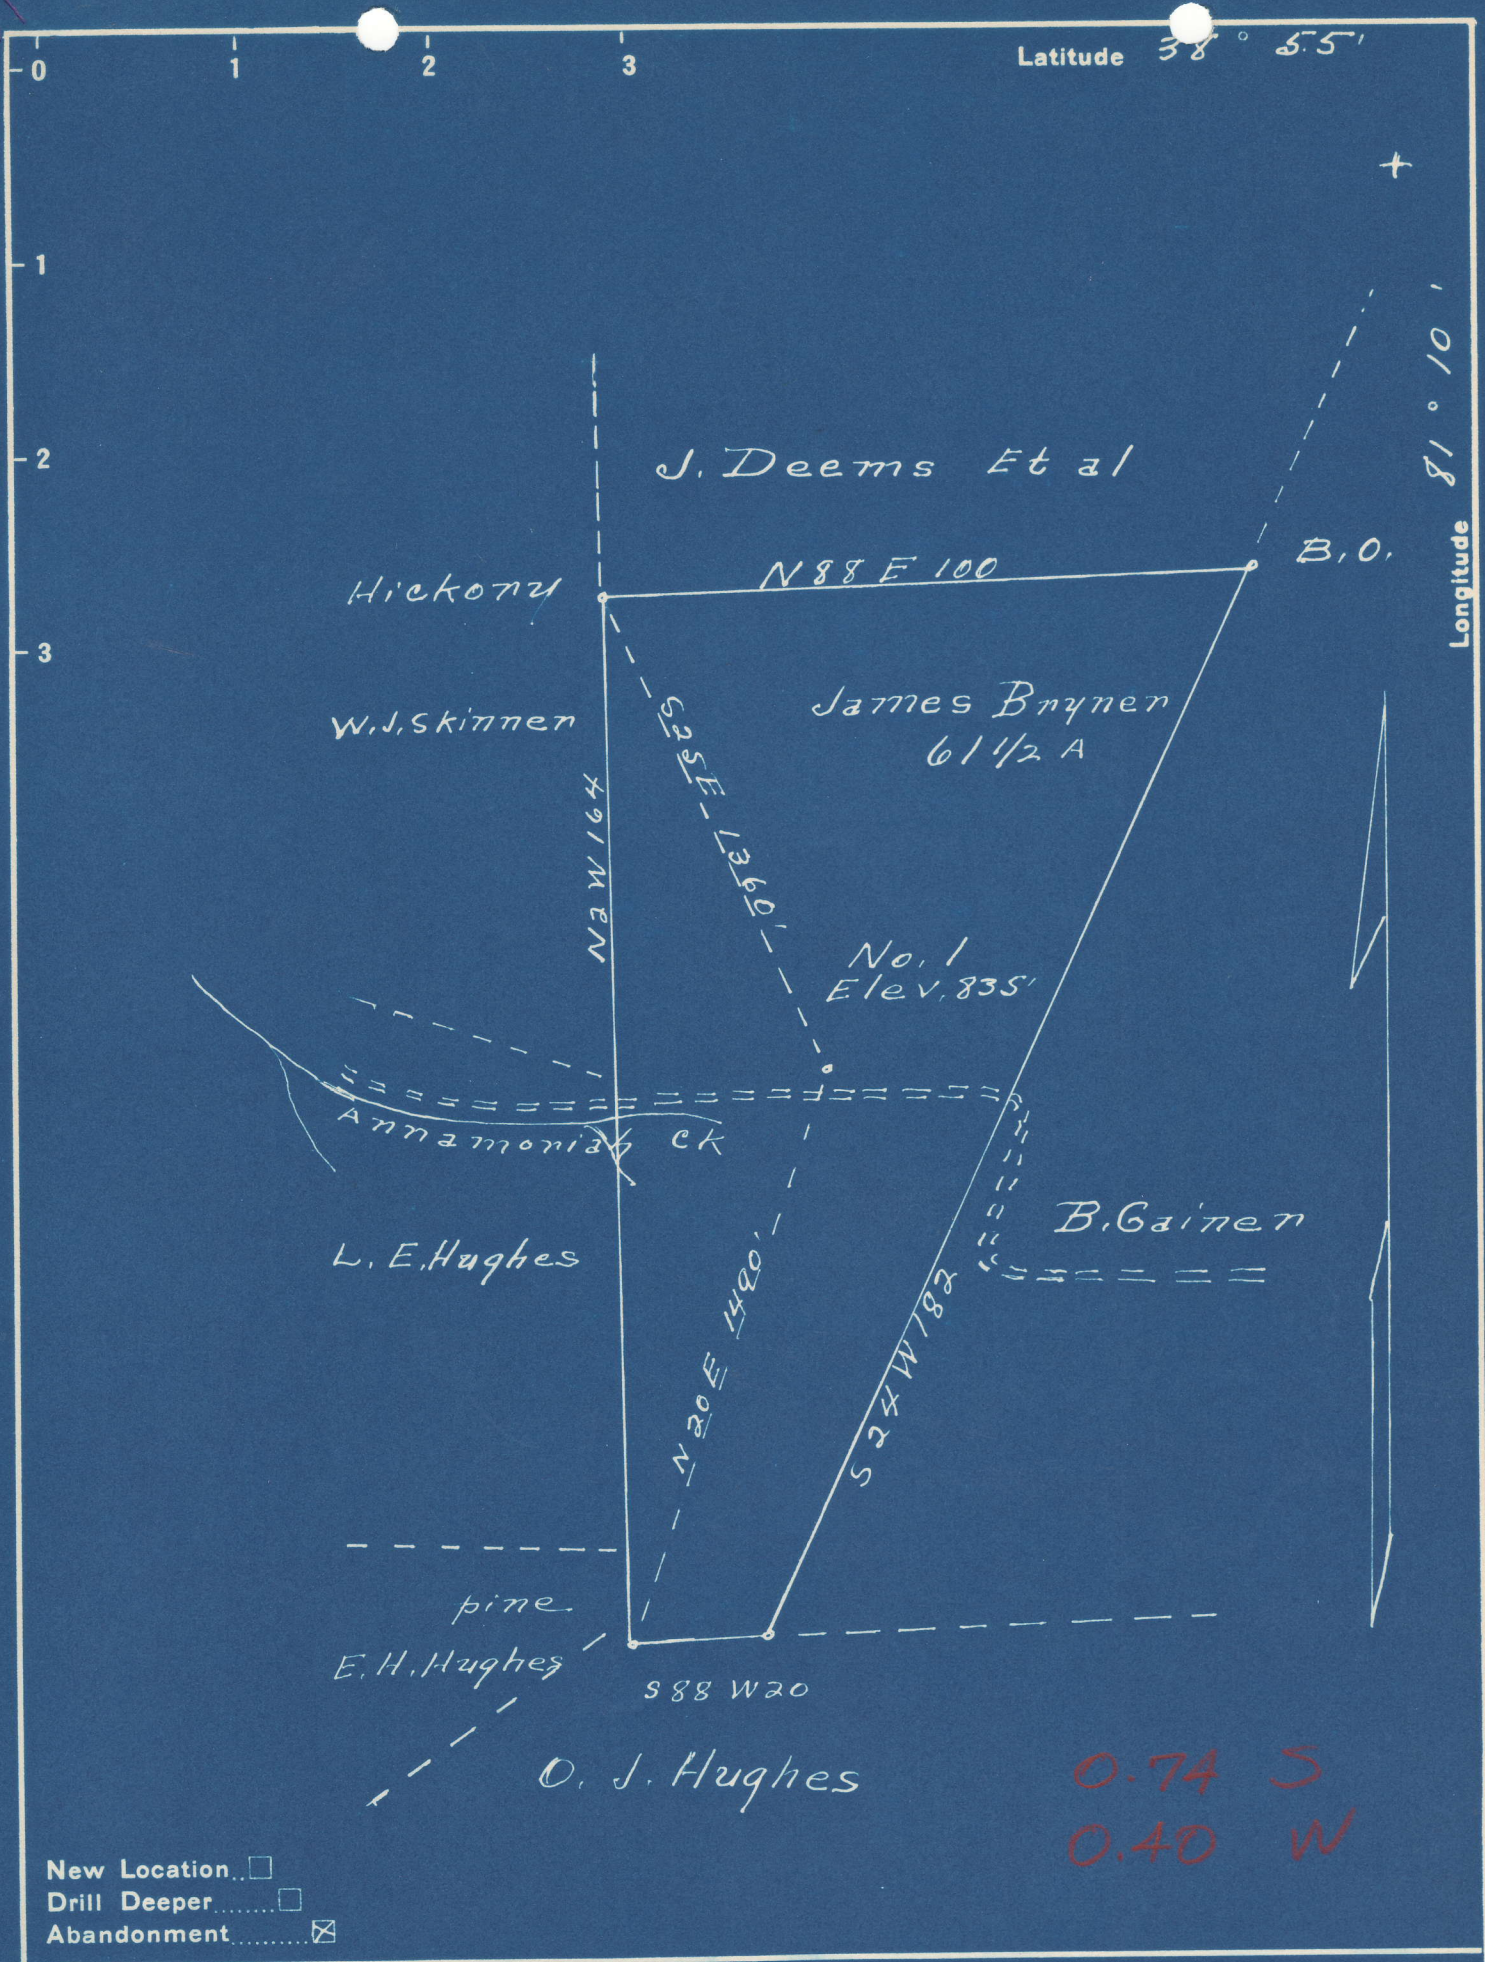 0 1 2 3 Latitude 38° 55'
1
2
3
Longitude 81° 10'
J. Deems Et al
B.O.
N 88 E 100
Hickory
W.J. Skinner
James Bryner
61 1/2 A
S 25 E - 1360'
N 2 W 164
No. 1
Elev. 835'
Annamoriah Ck
B. Gainer
L. E. Hughes
N 20 E 1490'
S 24 W 182
pine
E. H. Hughes
S 88 W 20
O. J. Hughes
0.74 S
0.40 W
New Location..
Drill Deeper........
Abandonment..........